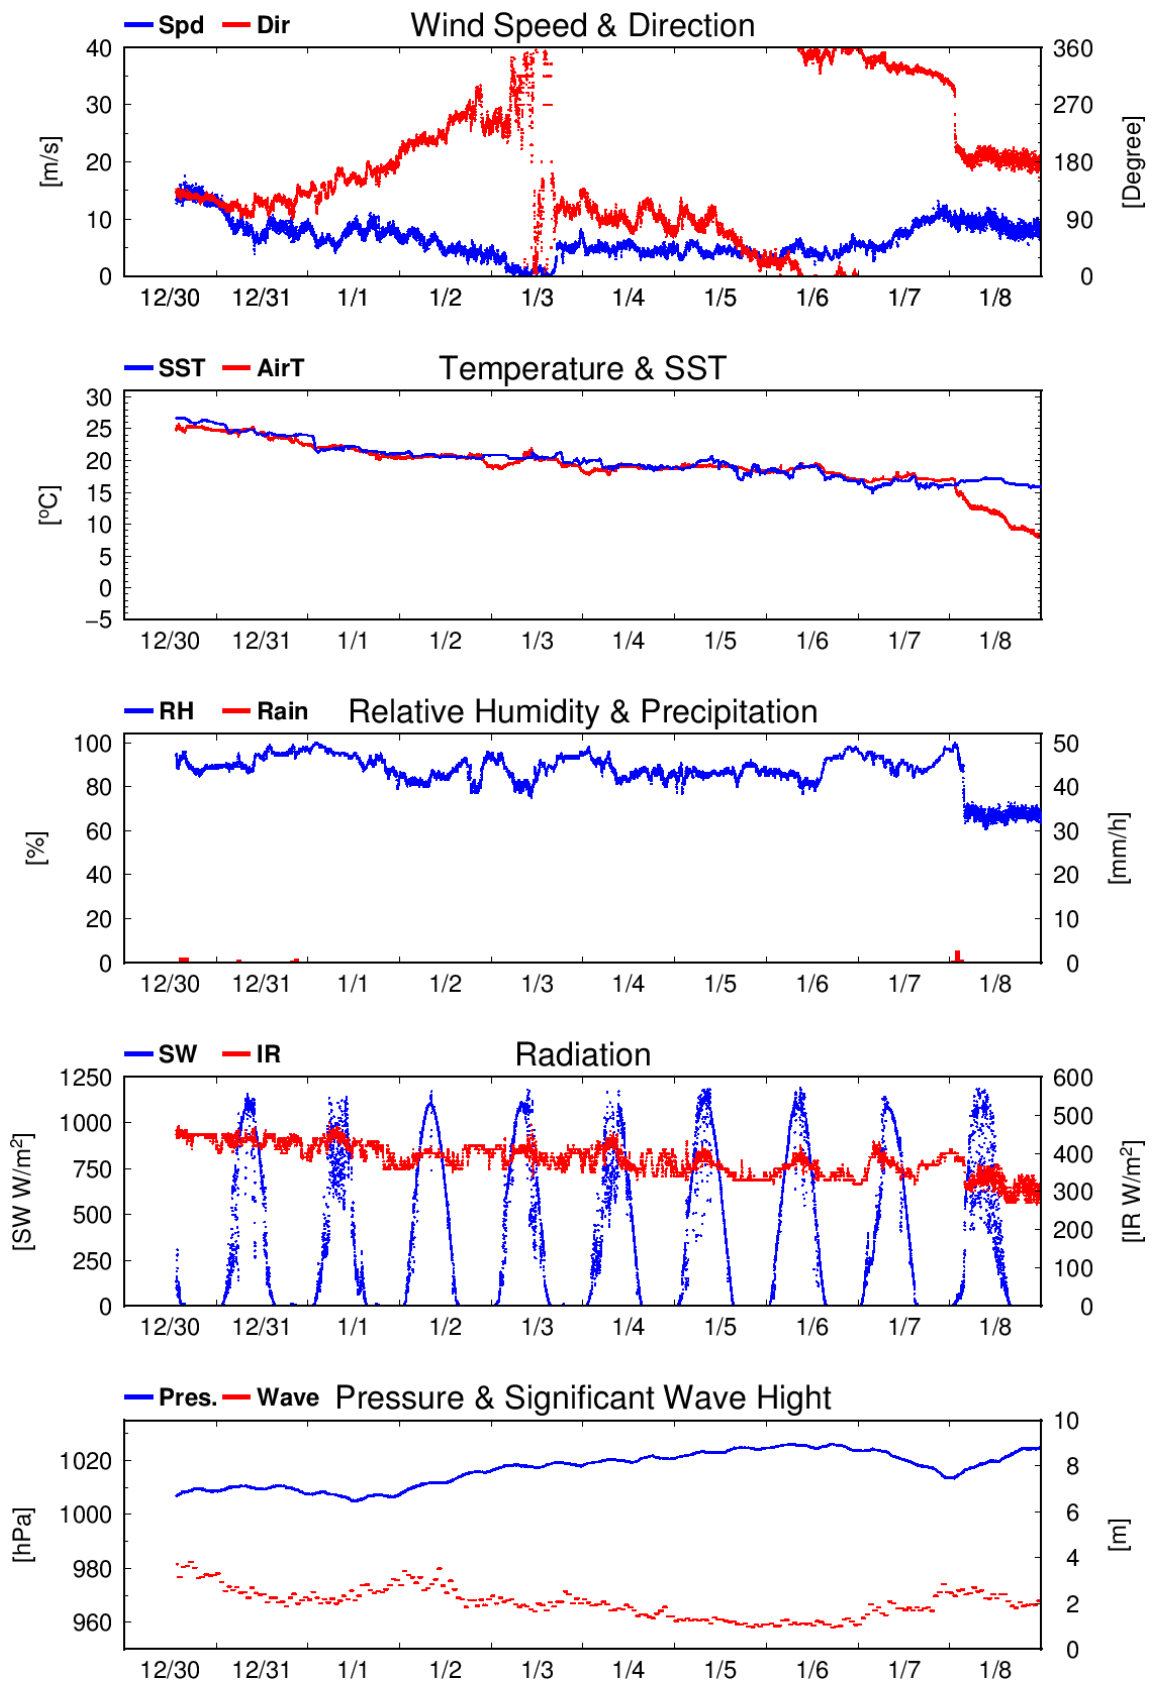 Spd Dir Wind Speed & Direction
40 360
30 270
20 180
10 90
0 0
[m/s] [Degree]
12/30 12/31 1/1 1/2 1/3 1/4 1/5 1/6 1/7 1/8
SST AirT Temperature & SST
30
25
20
15
10
5
0
−5
[ºC]
12/30 12/31 1/1 1/2 1/3 1/4 1/5 1/6 1/7 1/8
RH Rain Relative Humidity & Precipitation
100 50
80 40
60 30
40 20
20 10
0 0
[%] [mm/h]
12/30 12/31 1/1 1/2 1/3 1/4 1/5 1/6 1/7 1/8
SW IR Radiation
1250 600
1000 500
750 400
500 300
250 200
0 100
0
[SW W/m²] [IR W/m²]
12/30 12/31 1/1 1/2 1/3 1/4 1/5 1/6 1/7 1/8
Pres. Wave Pressure & Significant Wave Hight
10
1020 8
1000 6
980 4
960 2
0
[hPa] [m]
12/30 12/31 1/1 1/2 1/3 1/4 1/5 1/6 1/7 1/8